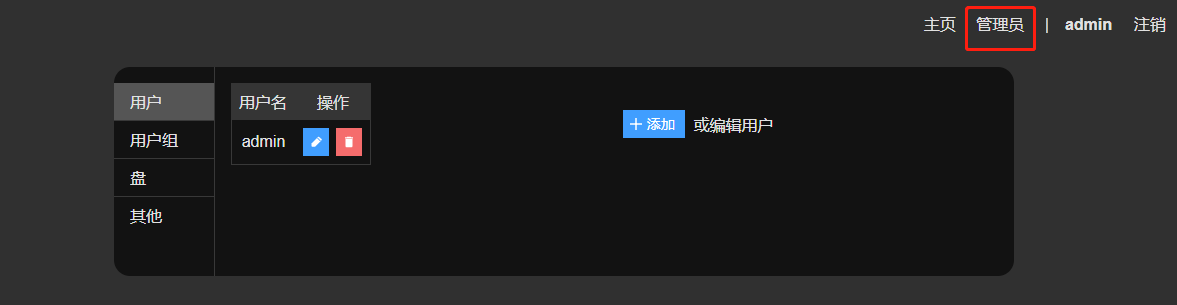 主页 管理员 | admin 注销
用户
用户组
盘
其他
用户名 操作
admin
添加 或编辑用户